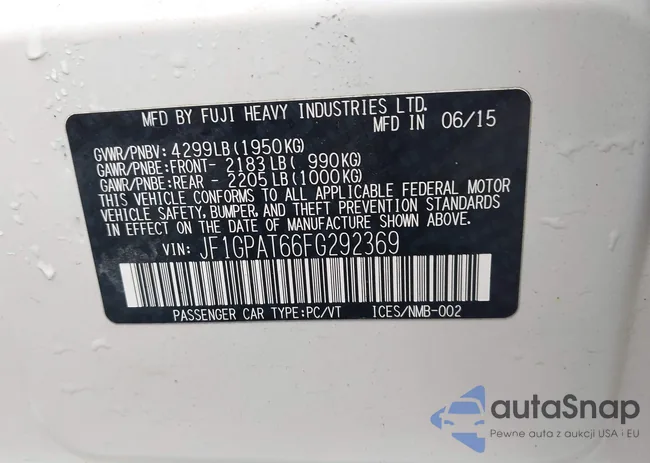 MFD BY FUJI HEAVY INDUSTRIES LTD.
MFD IN 06/15
GVWR/PNBV: 4299LB(1950KG)
GAWR/PNBE:FRONT- 2183LB( 990KG)
GAWR/PNBE:REAR - 2205LB(1000KG)
THIS VEHICLE CONFORMS TO ALL APPLICABLE FEDERAL MOTOR
VEHICLE SAFETY, BUMPER, AND THEFT PREVENTION STANDARDS
IN EFFECT ON THE DATE OF MANUFACTURE SHOWN ABOVE.
VIN: JF1GPAT66FG292369
PASSENGER CAR TYPE:PC/VT ICES/NMB-002
autaSnap
Pewne auta z aukcji USA i EU